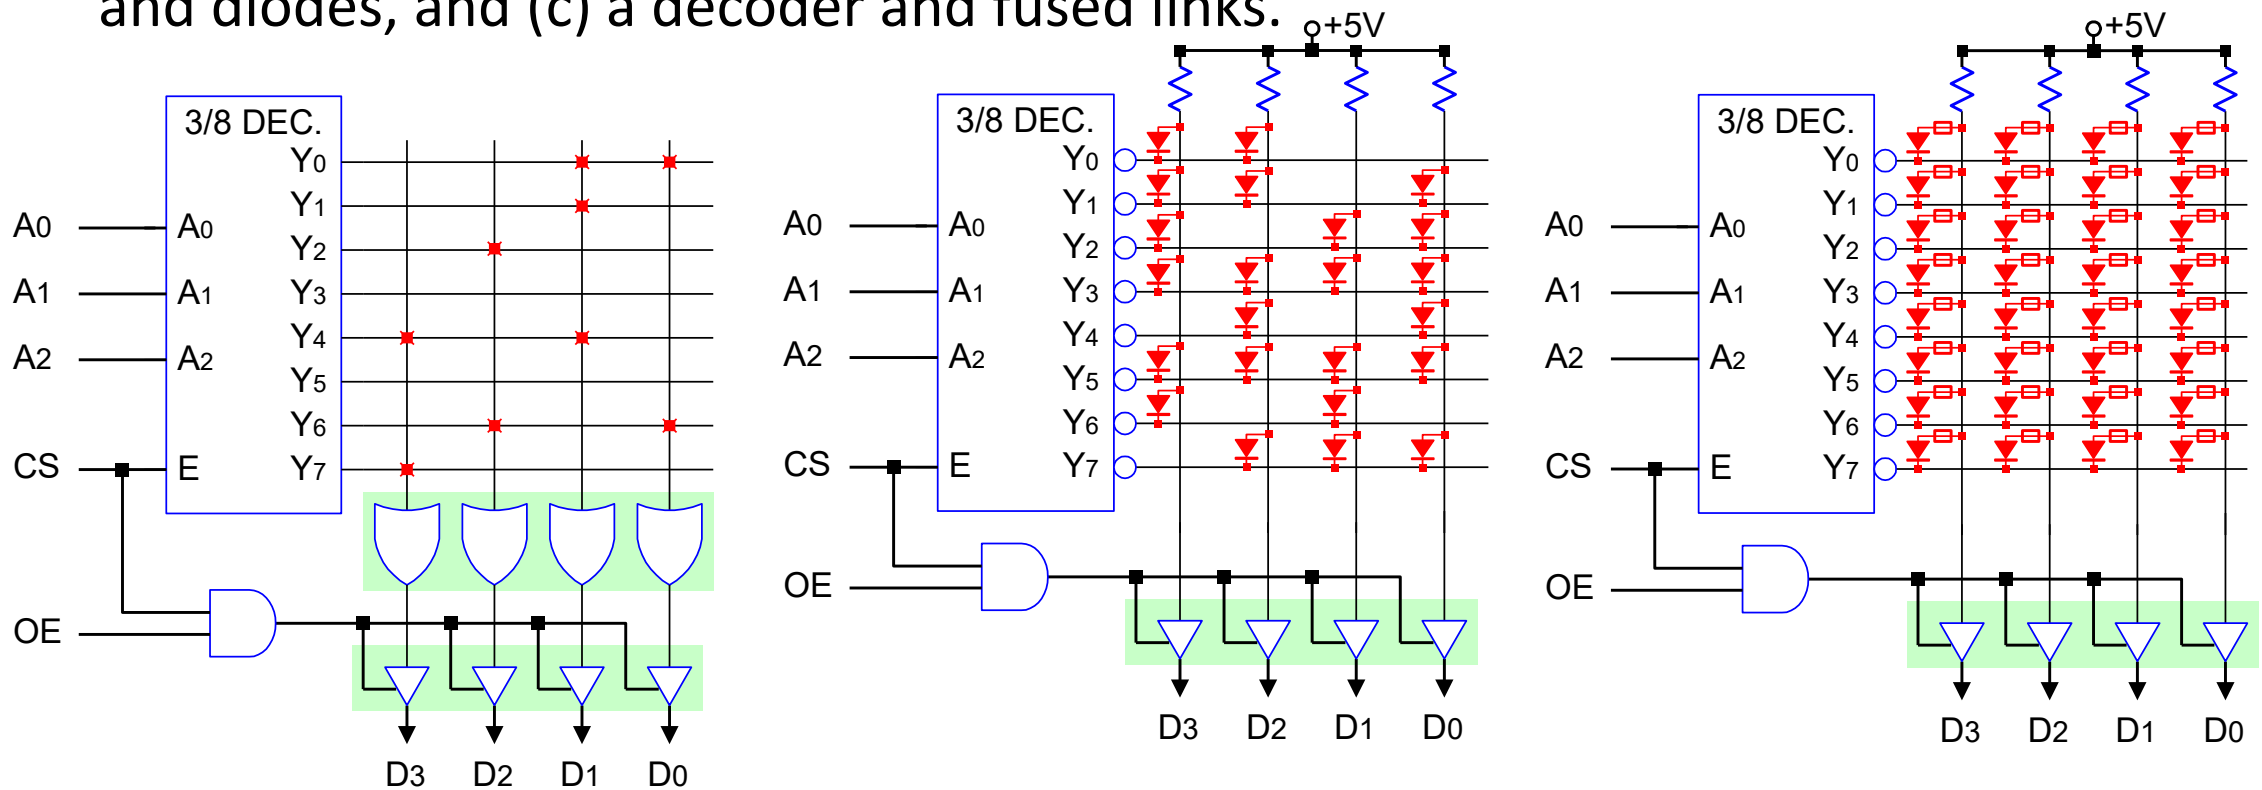 and diodes, and (c) a decoder and fused links.
3/8 DEC.
Y0
Y1
A0 A0
Y2
A1 A1 Y3
Y4
A2 A2
Y5
Y6
CS E Y7
OE
D3 D2 D1 D0
+5V
3/8 DEC.
Y0
Y1
A0 A0
Y2
A1 A1 Y3
Y4
A2 A2
Y5
Y6
CS E Y7
OE
D3 D2 D1 D0
+5V
3/8 DEC.
Y0
Y1
A0 A0
Y2
A1 A1 Y3
Y4
A2 A2
Y5
Y6
CS E Y7
OE
D3 D2 D1 D0